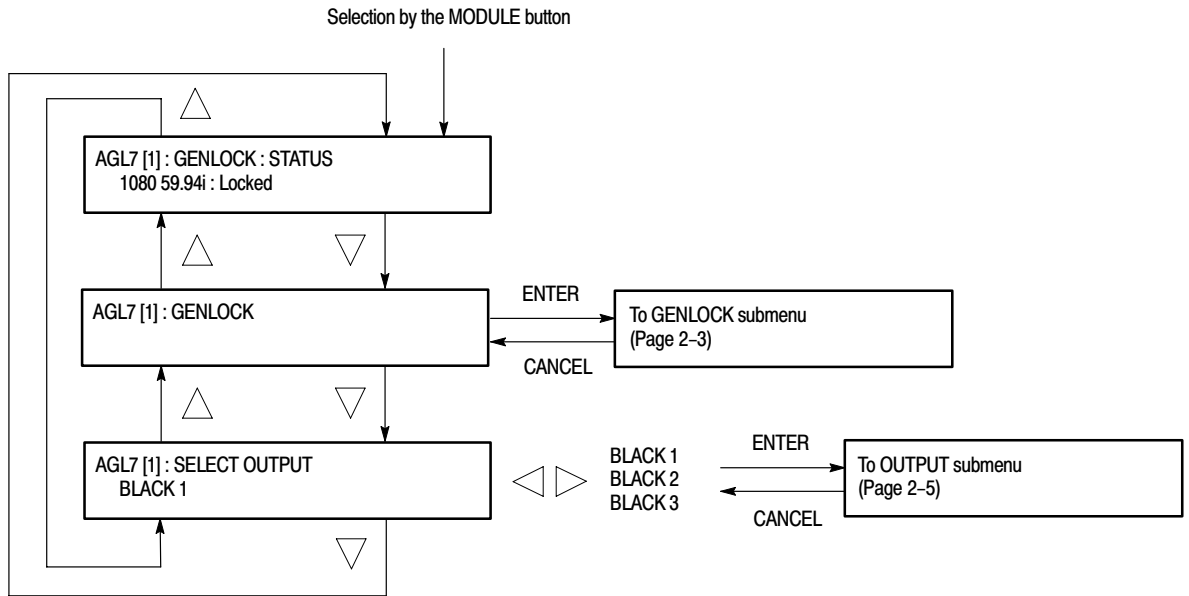 Selection by the MODULE button
AGL7 [1] : GENLOCK : STATUS
1080 59.94i : Locked
AGL7 [1] : GENLOCK
ENTER
CANCEL
To GENLOCK submenu
(Page 2–3)
AGL7 [1] : SELECT OUTPUT
BLACK 1
BLACK 1
BLACK 2
BLACK 3
ENTER
CANCEL
To OUTPUT submenu
(Page 2–5)